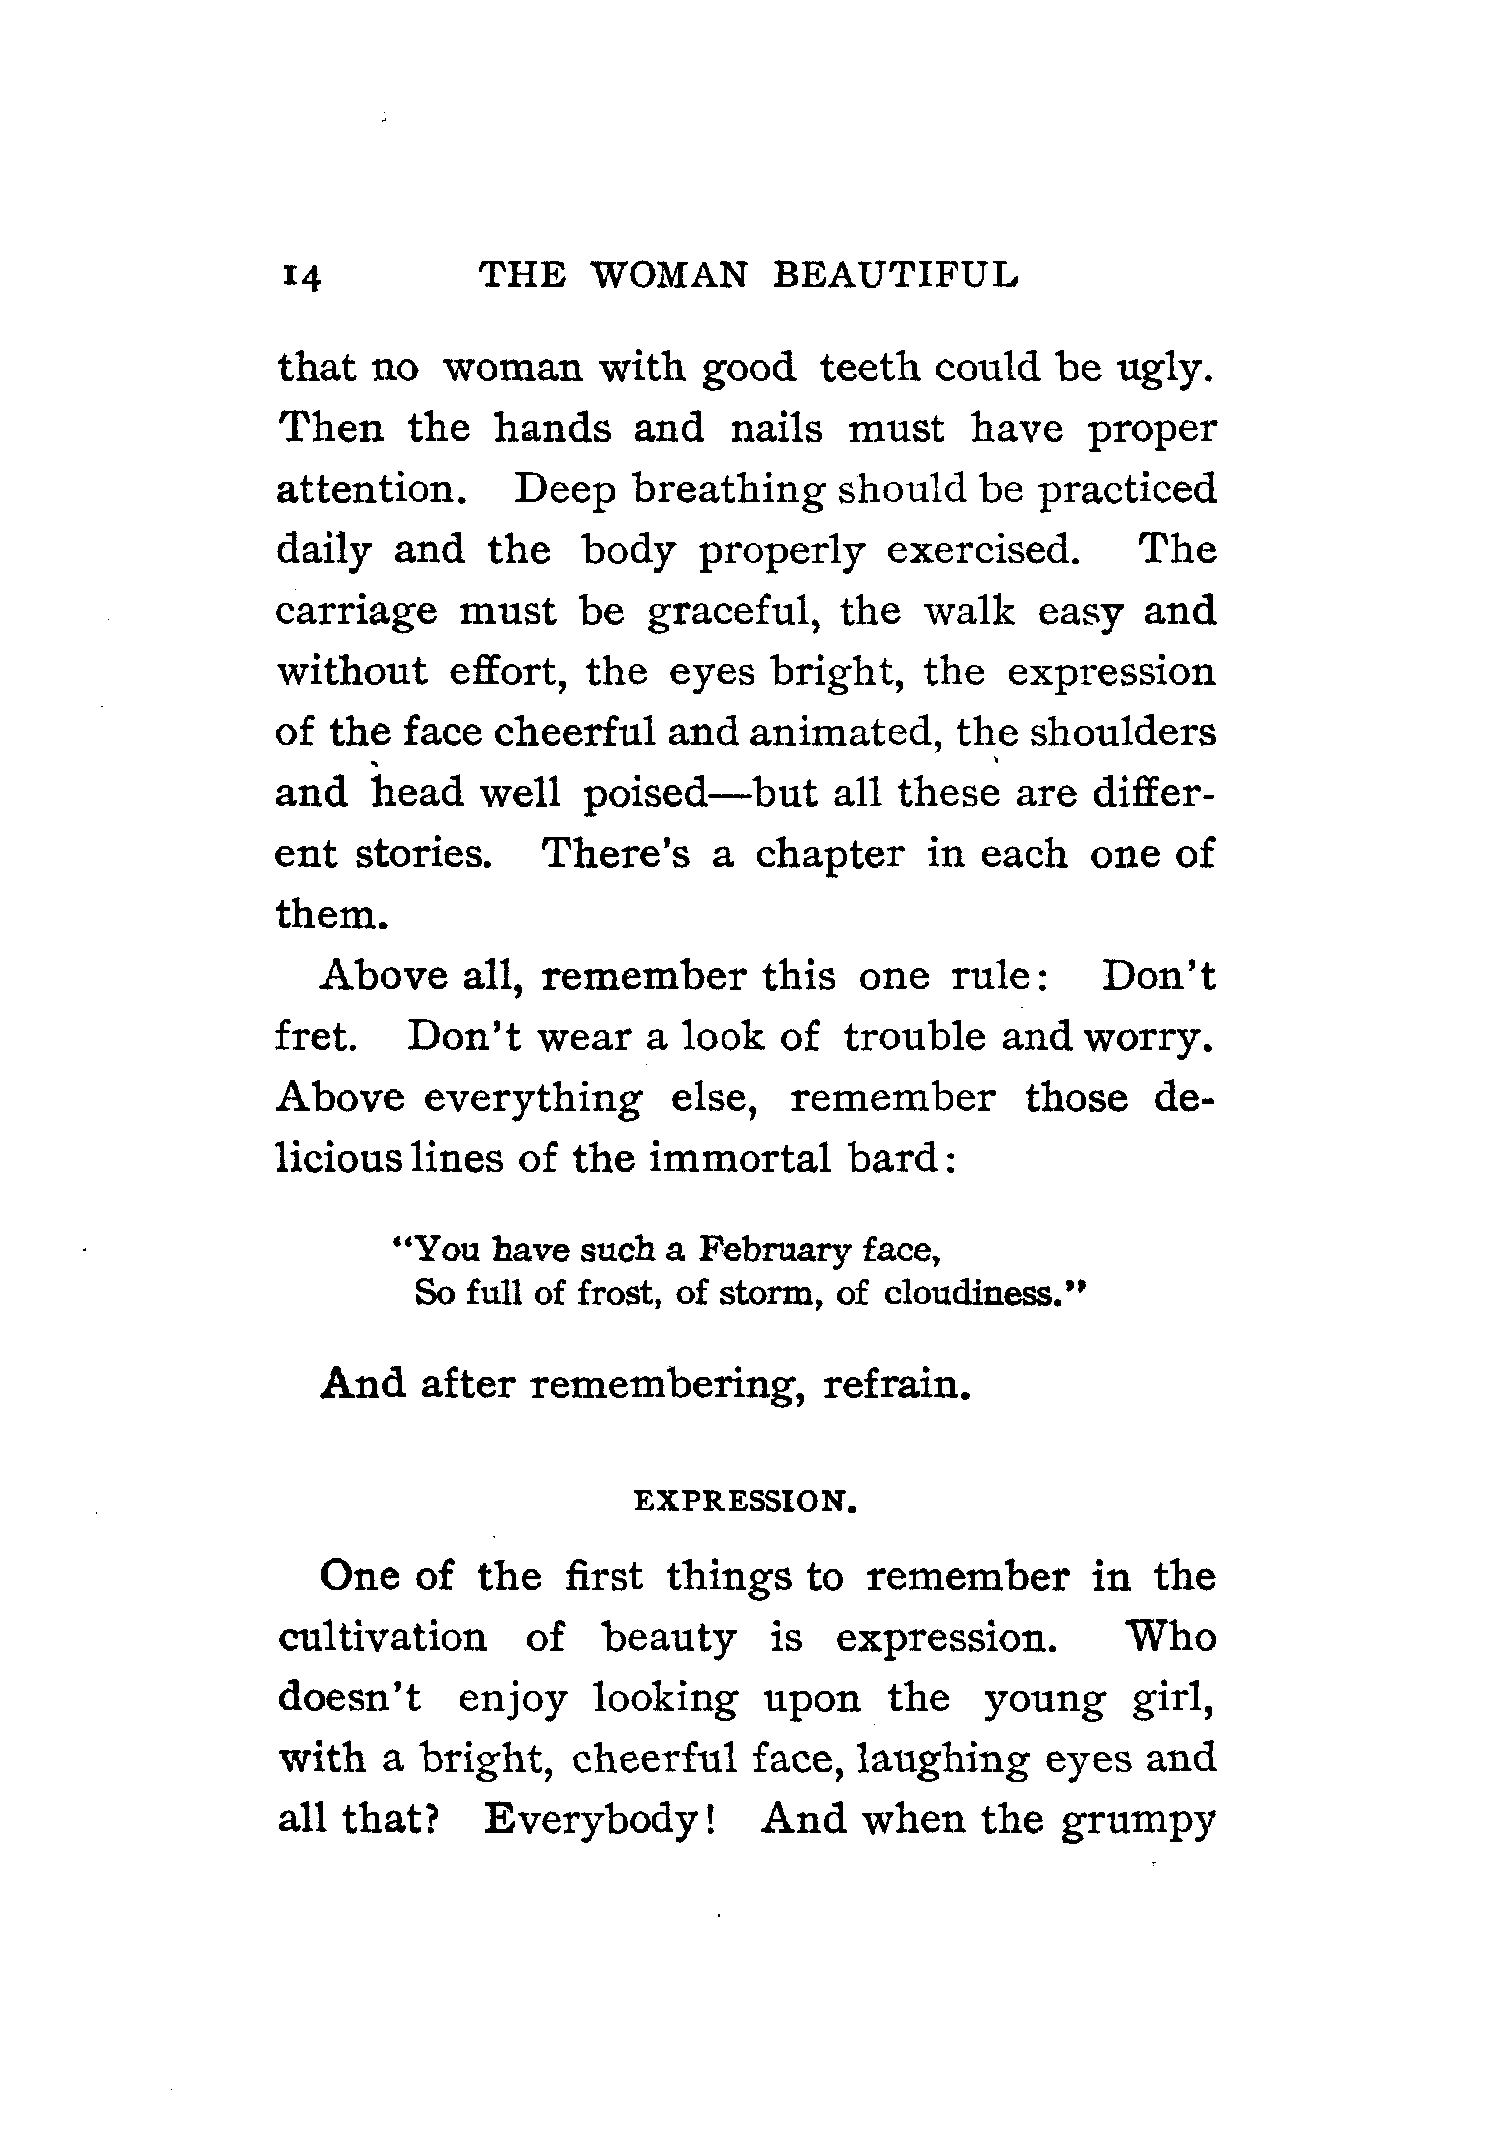 14 THE WOMAN BEAUTIFUL
that no woman with good teeth could be ugly.
Then the hands and nails must have proper
attention. Deep breathing should be practiced
daily and the body properly exercised. The
carriage must be graceful, the walk easy and
without effort, the eyes bright, the expression
of the face cheerful and animated, the shoulders
and head well poised—but all these are differ-
ent stories. There's a chapter in each one of
them.
Above all, remember this one rule: Don't
fret. Don't wear a look of trouble and worry.
Above everything else, remember those de-
licious lines of the immortal bard:
"You have such a February face,
So full of frost, of storm, of cloudiness."
And after remembering, refrain.
EXPRESSION.
One of the first things to remember in the
cultivation of beauty is expression. Who
doesn't enjoy looking upon the young girl,
with a bright, cheerful face, laughing eyes and
all that? Everybody! And when the grumpy